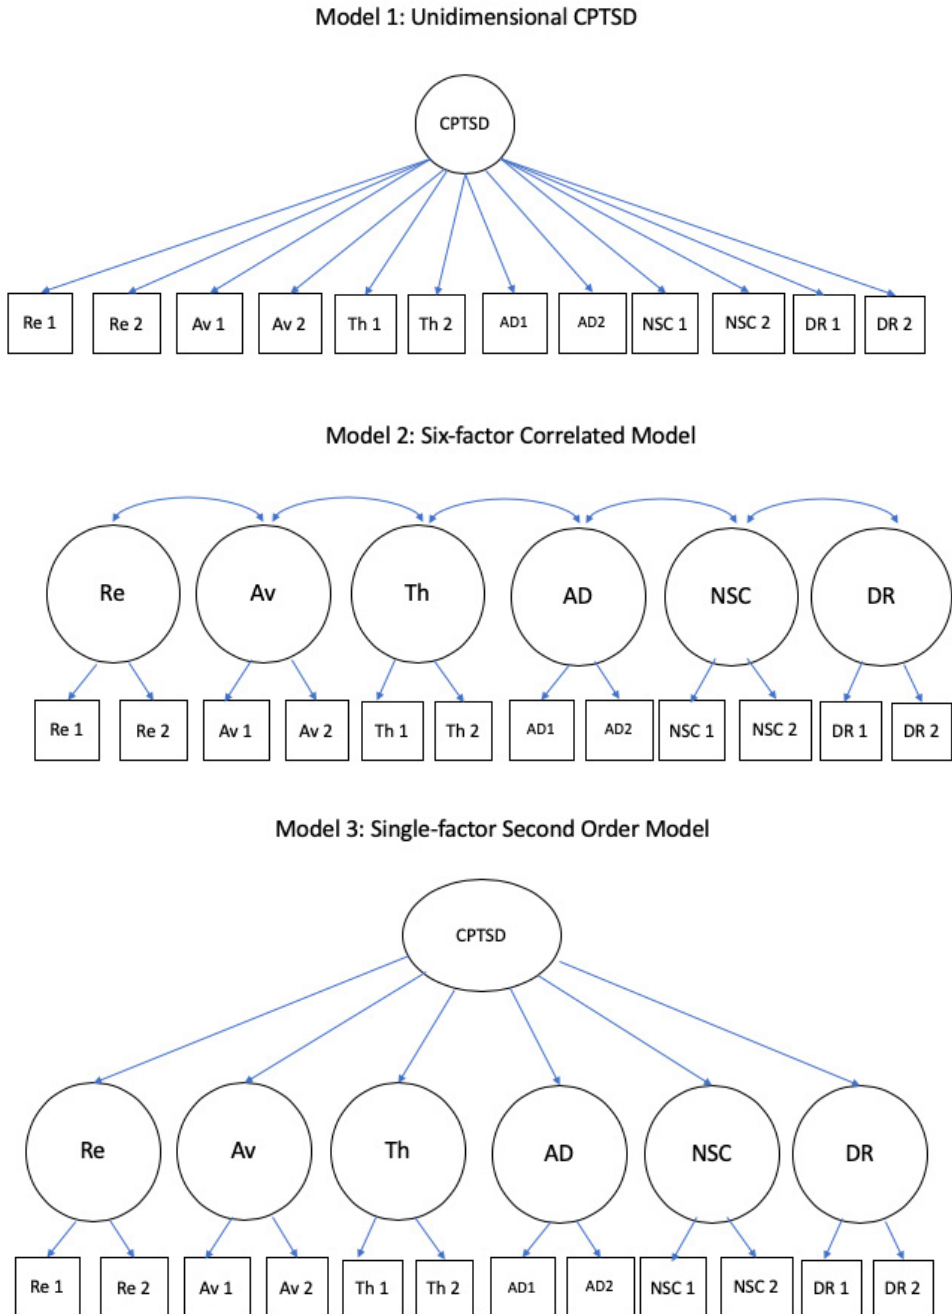 Model 1: Unidimensional CPTSD
CPTSD
Re 1 Re 2 Av 1 Av 2 Th 1 Th 2 AD1 AD2 NSC 1 NSC 2 DR 1 DR 2
Model 2: Six-factor Correlated Model
Re Av Th AD NSC DR
Re 1 Re 2 Av 1 Av 2 Th 1 Th 2 AD1 AD2 NSC 1 NSC 2 DR 1 DR 2
Model 3: Single-factor Second Order Model
CPTSD
Re Av Th AD NSC DR
Re 1 Re 2 Av 1 Av 2 Th 1 Th 2 AD1 AD2 NSC 1 NSC 2 DR 1 DR 2